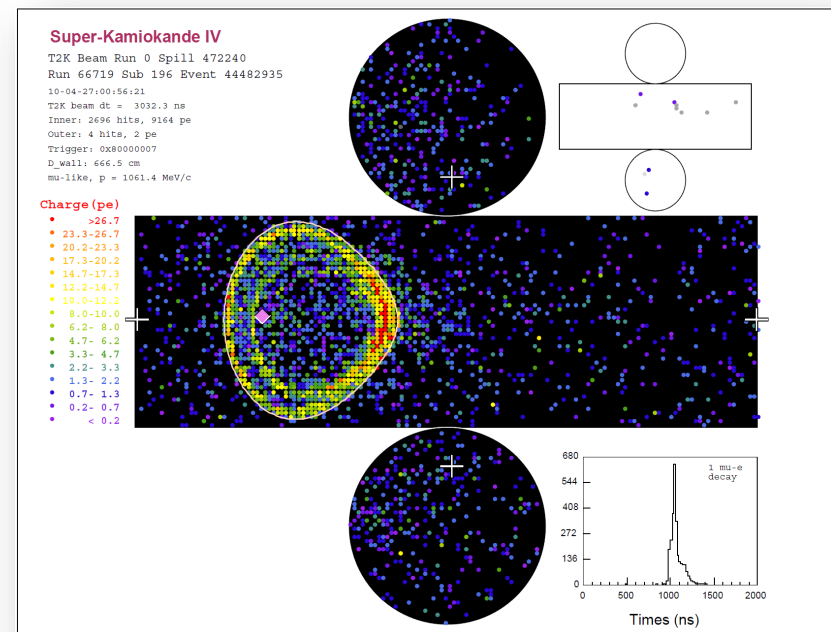 Super-Kamiokande IV
T2K Beam Run 0 Spill 472240
Run 66719 Sub 196 Event 44482935
10-04-27:00:56:21
T2K beam dt = 3032.3 ns
Inner: 2696 hits, 9164 pe
Outer: 4 hits, 2 pe
Trigger: 0x80000007
D_wall: 666.5 cm
mu-like, p = 1061.4 MeV/c
Charge(pe)
>26.7
23.3-26.7
20.2-23.3
17.3-20.2
14.7-17.3
12.2-14.7
10.0-12.2
8.0-10.0
6.2- 8.0
4.7- 6.2
3.3- 4.7
2.2- 3.3
1.3- 2.2
0.7- 1.3
0.2- 0.7
< 0.2
1 mu-e
decay
680
544
408
272
136
0
0 500 1000 1500 2000
Times (ns)